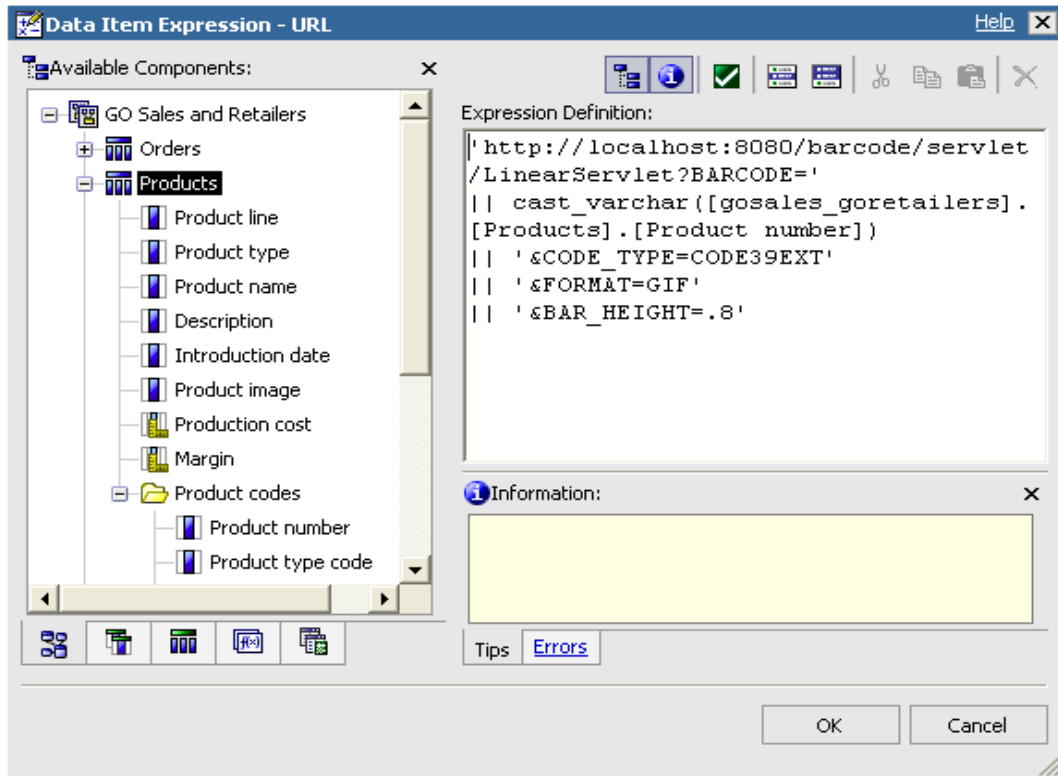 Data Item Expression - URL
Help
Available Components:
GO Sales and Retailers
Orders
Products
Product line
Product type
Product name
Description
Introduction date
Product image
Production cost
Margin
Product codes
Product number
Product type code
Expression Definition:
'http://localhost:8080/barcode/servlet
/LinearServlet?BARCODE='
|| cast_varchar([gosales_goretailers].
[Products].[Product number])
|| '&CODE_TYPE=CODE39EXT'
|| '&FORMAT=GIF'
|| '&BAR_HEIGHT=.8'
Information:
Tips
Errors
OK
Cancel